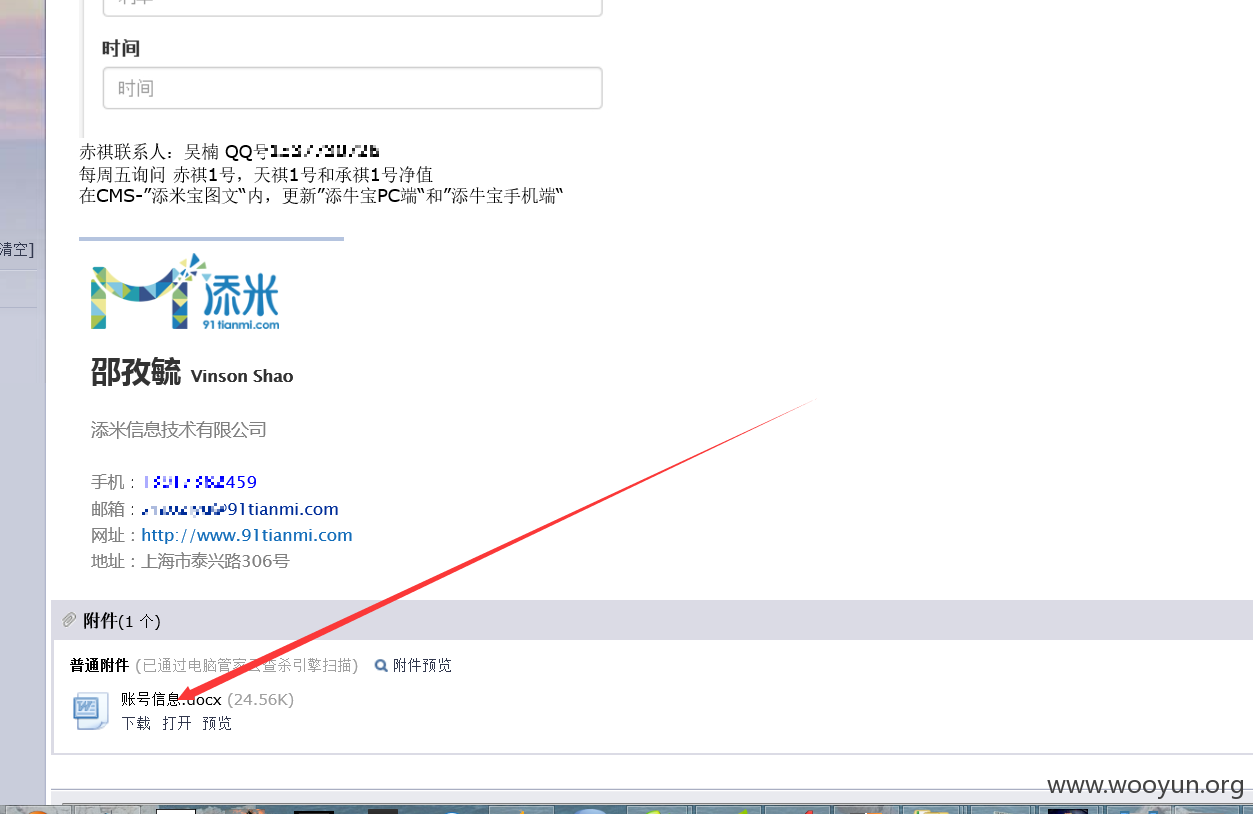 时间
时间
赤祺联系人：吴楠 QQ号
每周五询问 赤祺1号，天祺1号和承祺1号净值
在CMS-”添米宝图文“内，更新”添牛宝PC端“和”添牛宝手机端“
清空]
添米
91tianmi.com
邵孜毓 Vinson Shao
添米信息技术有限公司
手机：459
邮箱：@91tianmi.com
网址：http://www.91tianmi.com
地址：上海市泰兴路306号
附件(1 个)
普通附件 (已通过电脑管家云查杀引擎扫描) 附件预览
账号信息.docx (24.56K)
下载 打开 预览
www.wooyun.org